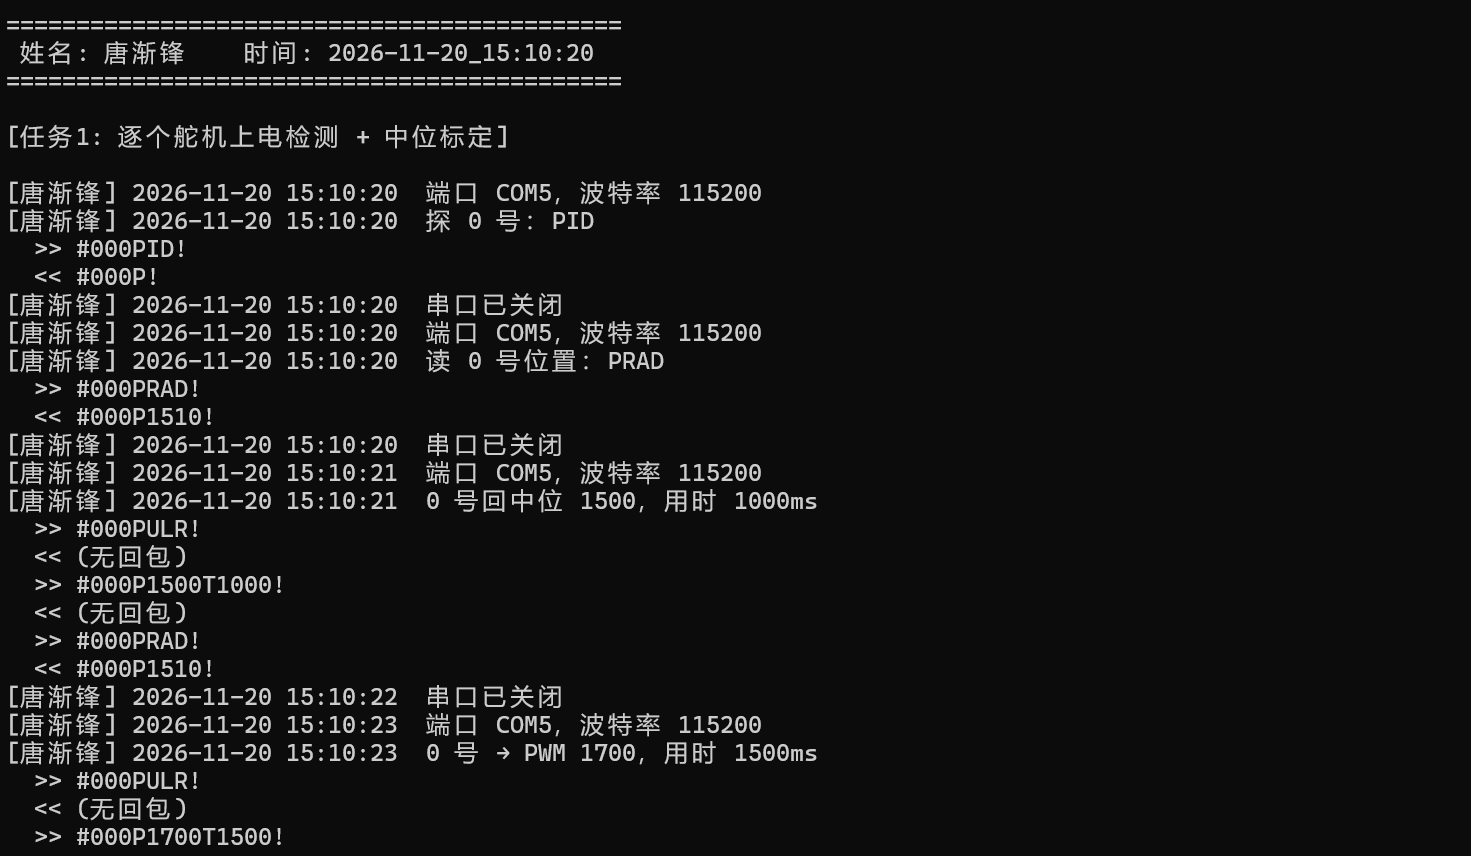 ============================================
姓名: 唐渐锋    时间: 2026-11-20_15:10:20
============================================
[任务1: 逐个舵机上电检测 + 中位标定]
[唐渐锋] 2026-11-20 15:10:20  端口 COM5, 波特率 115200
[唐渐锋] 2026-11-20 15:10:20  探 0 号: PID
  >> #000PID!
  << #000P!
[唐渐锋] 2026-11-20 15:10:20  串口已关闭
[唐渐锋] 2026-11-20 15:10:20  端口 COM5, 波特率 115200
[唐渐锋] 2026-11-20 15:10:20  读 0 号位置: PRAD
  >> #000PRAD!
  << #000P1510!
[唐渐锋] 2026-11-20 15:10:20  串口已关闭
[唐渐锋] 2026-11-20 15:10:21  端口 COM5, 波特率 115200
[唐渐锋] 2026-11-20 15:10:21  0 号回中位 1500, 用时 1000ms
  >> #000PULR!
  << (无回包)
  >> #000P1500T1000!
  << (无回包)
  >> #000PRAD!
  << #000P1510!
[唐渐锋] 2026-11-20 15:10:22  串口已关闭
[唐渐锋] 2026-11-20 15:10:23  端口 COM5, 波特率 115200
[唐渐锋] 2026-11-20 15:10:23  0 号 → PWM 1700, 用时 1500ms
  >> #000PULR!
  << (无回包)
  >> #000P1700T1500!